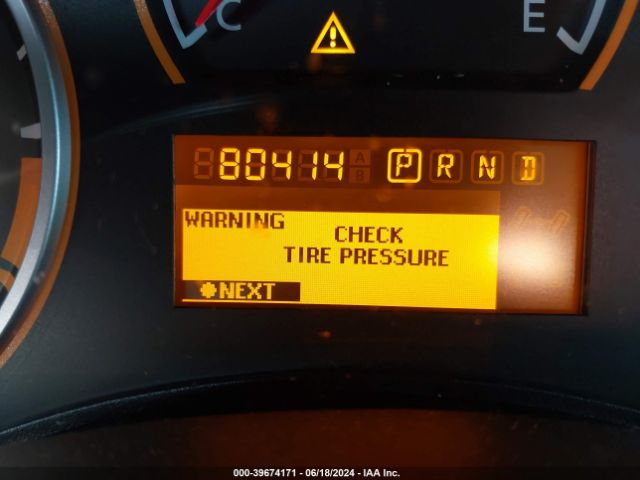 C E
80414 A B P R N D
WARNING
CHECK
TIRE PRESSURE
NEXT
000-39674171 - 06/18/2024 - IAA Inc.